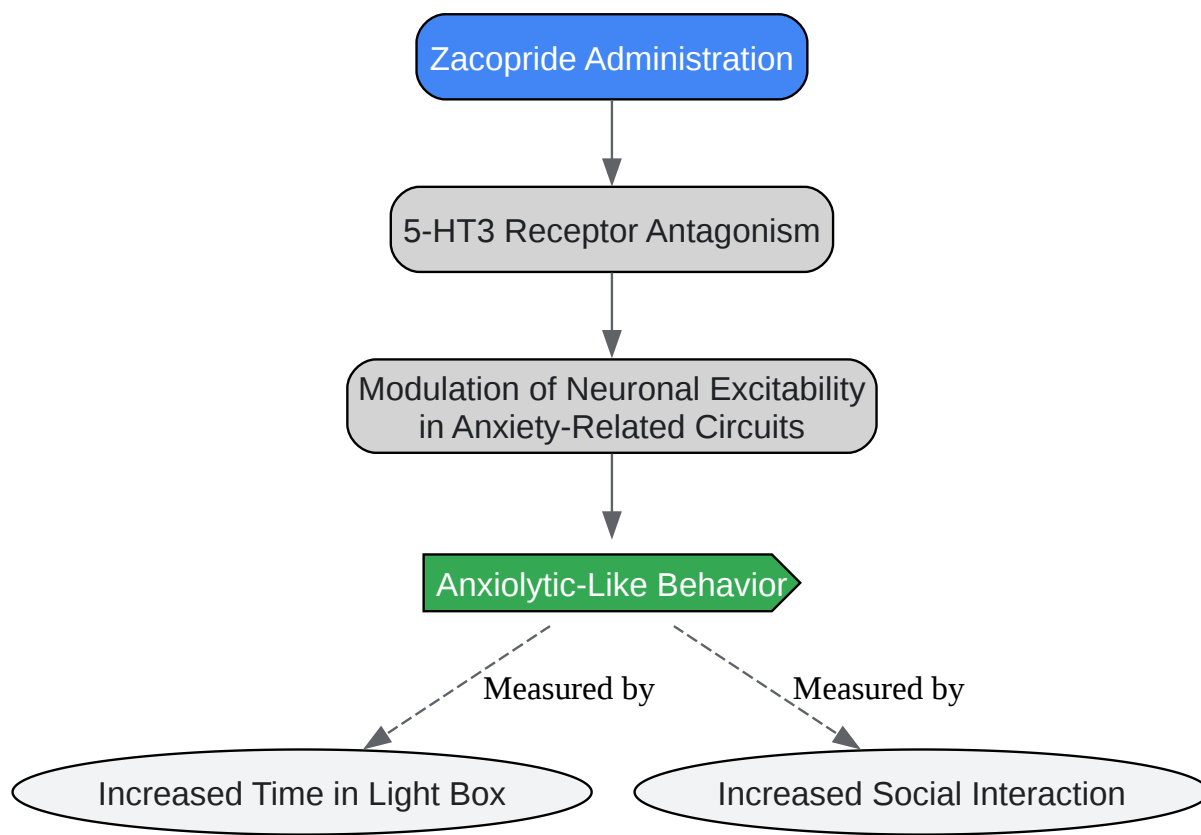 Zacopride Administration
5-HT3 Receptor Antagonism
Modulation of Neuronal Excitability
in Anxiety-Related Circuits
Anxiolytic-Like Behavior
Measured by
Measured by
Increased Time in Light Box
Increased Social Interaction